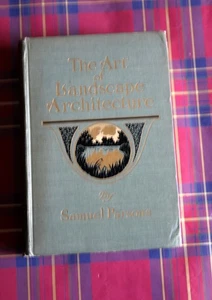 The Art
of
Landscape
Architecture
By
Samuel Parsons